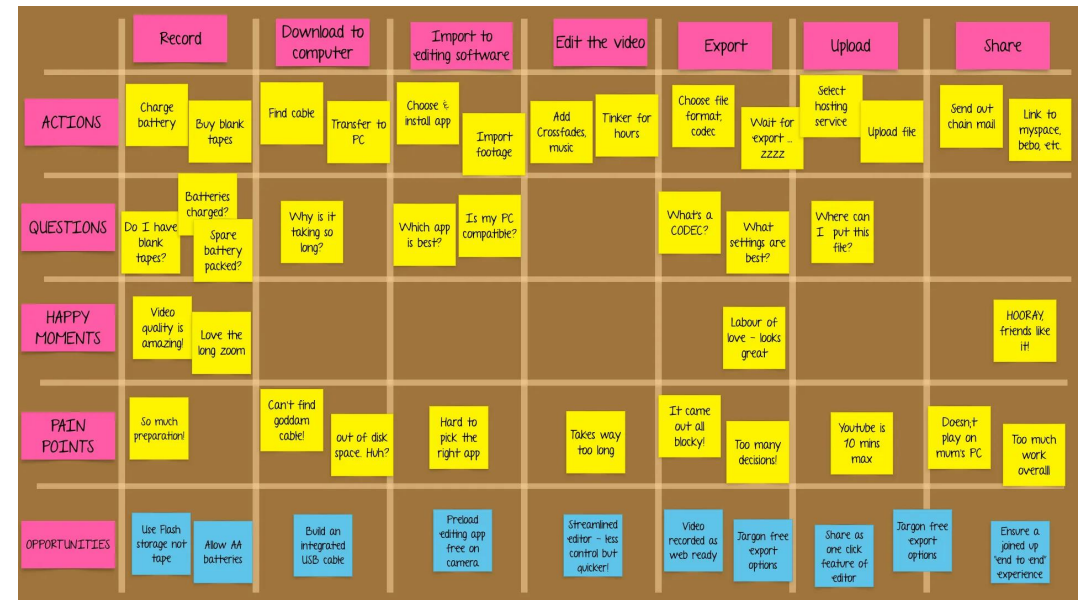 Record
Download to
computer
Import to
editing software
Edit the video
Export
Upload
Share
ACTIONS
Charge
battery
Buy blank
tapes
Find cable
Transfer to
PC
Choose &
install app
Import
footage
Add
Crossfades,
music
Tinker for
hours
Choose file
format,
codec
Wait for
export ...
zzzz
Select
hosting
service
Upload file
Send out
chain mail
Link to
myspace,
bebo, etc.
QUESTIONS
Do I have
blank
tapes?
Batteries
charged?
Spare
battery
packed?
Why is it
taking so
long?
Which app
is best?
Is my PC
compatible?
What's a
CODEC?
What
settings are
best?
Where can
I put this
file?
HAPPY
MOMENTS
Video
quality is
amazing!
Love the
long zoom
Labour of
love - looks
great
HOORAY,
friends like
it!
PAIN
POINTS
So much
preparation!
Can't find
goddam
cable!
out of disk
space. Huh?
Hard to
pick the
right app
Takes way
too long
It came
out all
blocky!
Too many
decisions!
Youtube is
10 mins
max
Doesn;t
play on
mum's PC
Too much
work
overall!
OPPORTUNITIES
Use Flash
storage not
tape
Allow AA
batteries
Build an
integrated
USB cable
Preload
editing app
free on
camera
Streamlined
editor - less
control but
quicker!
Video
recorded as
web ready
Jargon free
export
options
Share as
one click
feature of
editor
Jargon free
export
options
Ensure a
joined up
"end to end"
experience